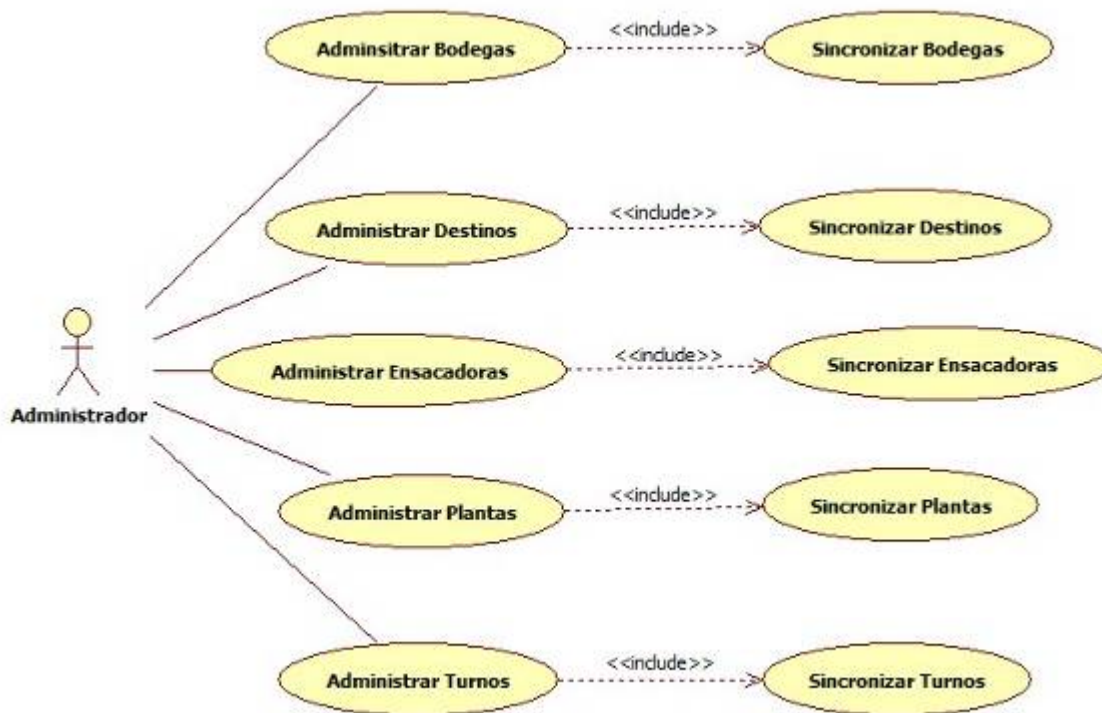 Adminsitrar Bodegas
<<include>>
Sincronizar Bodegas
Administrar Destinos
<<include>>
Sincronizar Destinos
Administrar Ensacadoras
<<include>>
Sincronizar Ensacadoras
Administrador
Administrar Plantas
<<include>>
Sincronizar Plantas
Administrar Turnos
<<include>>
Sincronizar Turnos